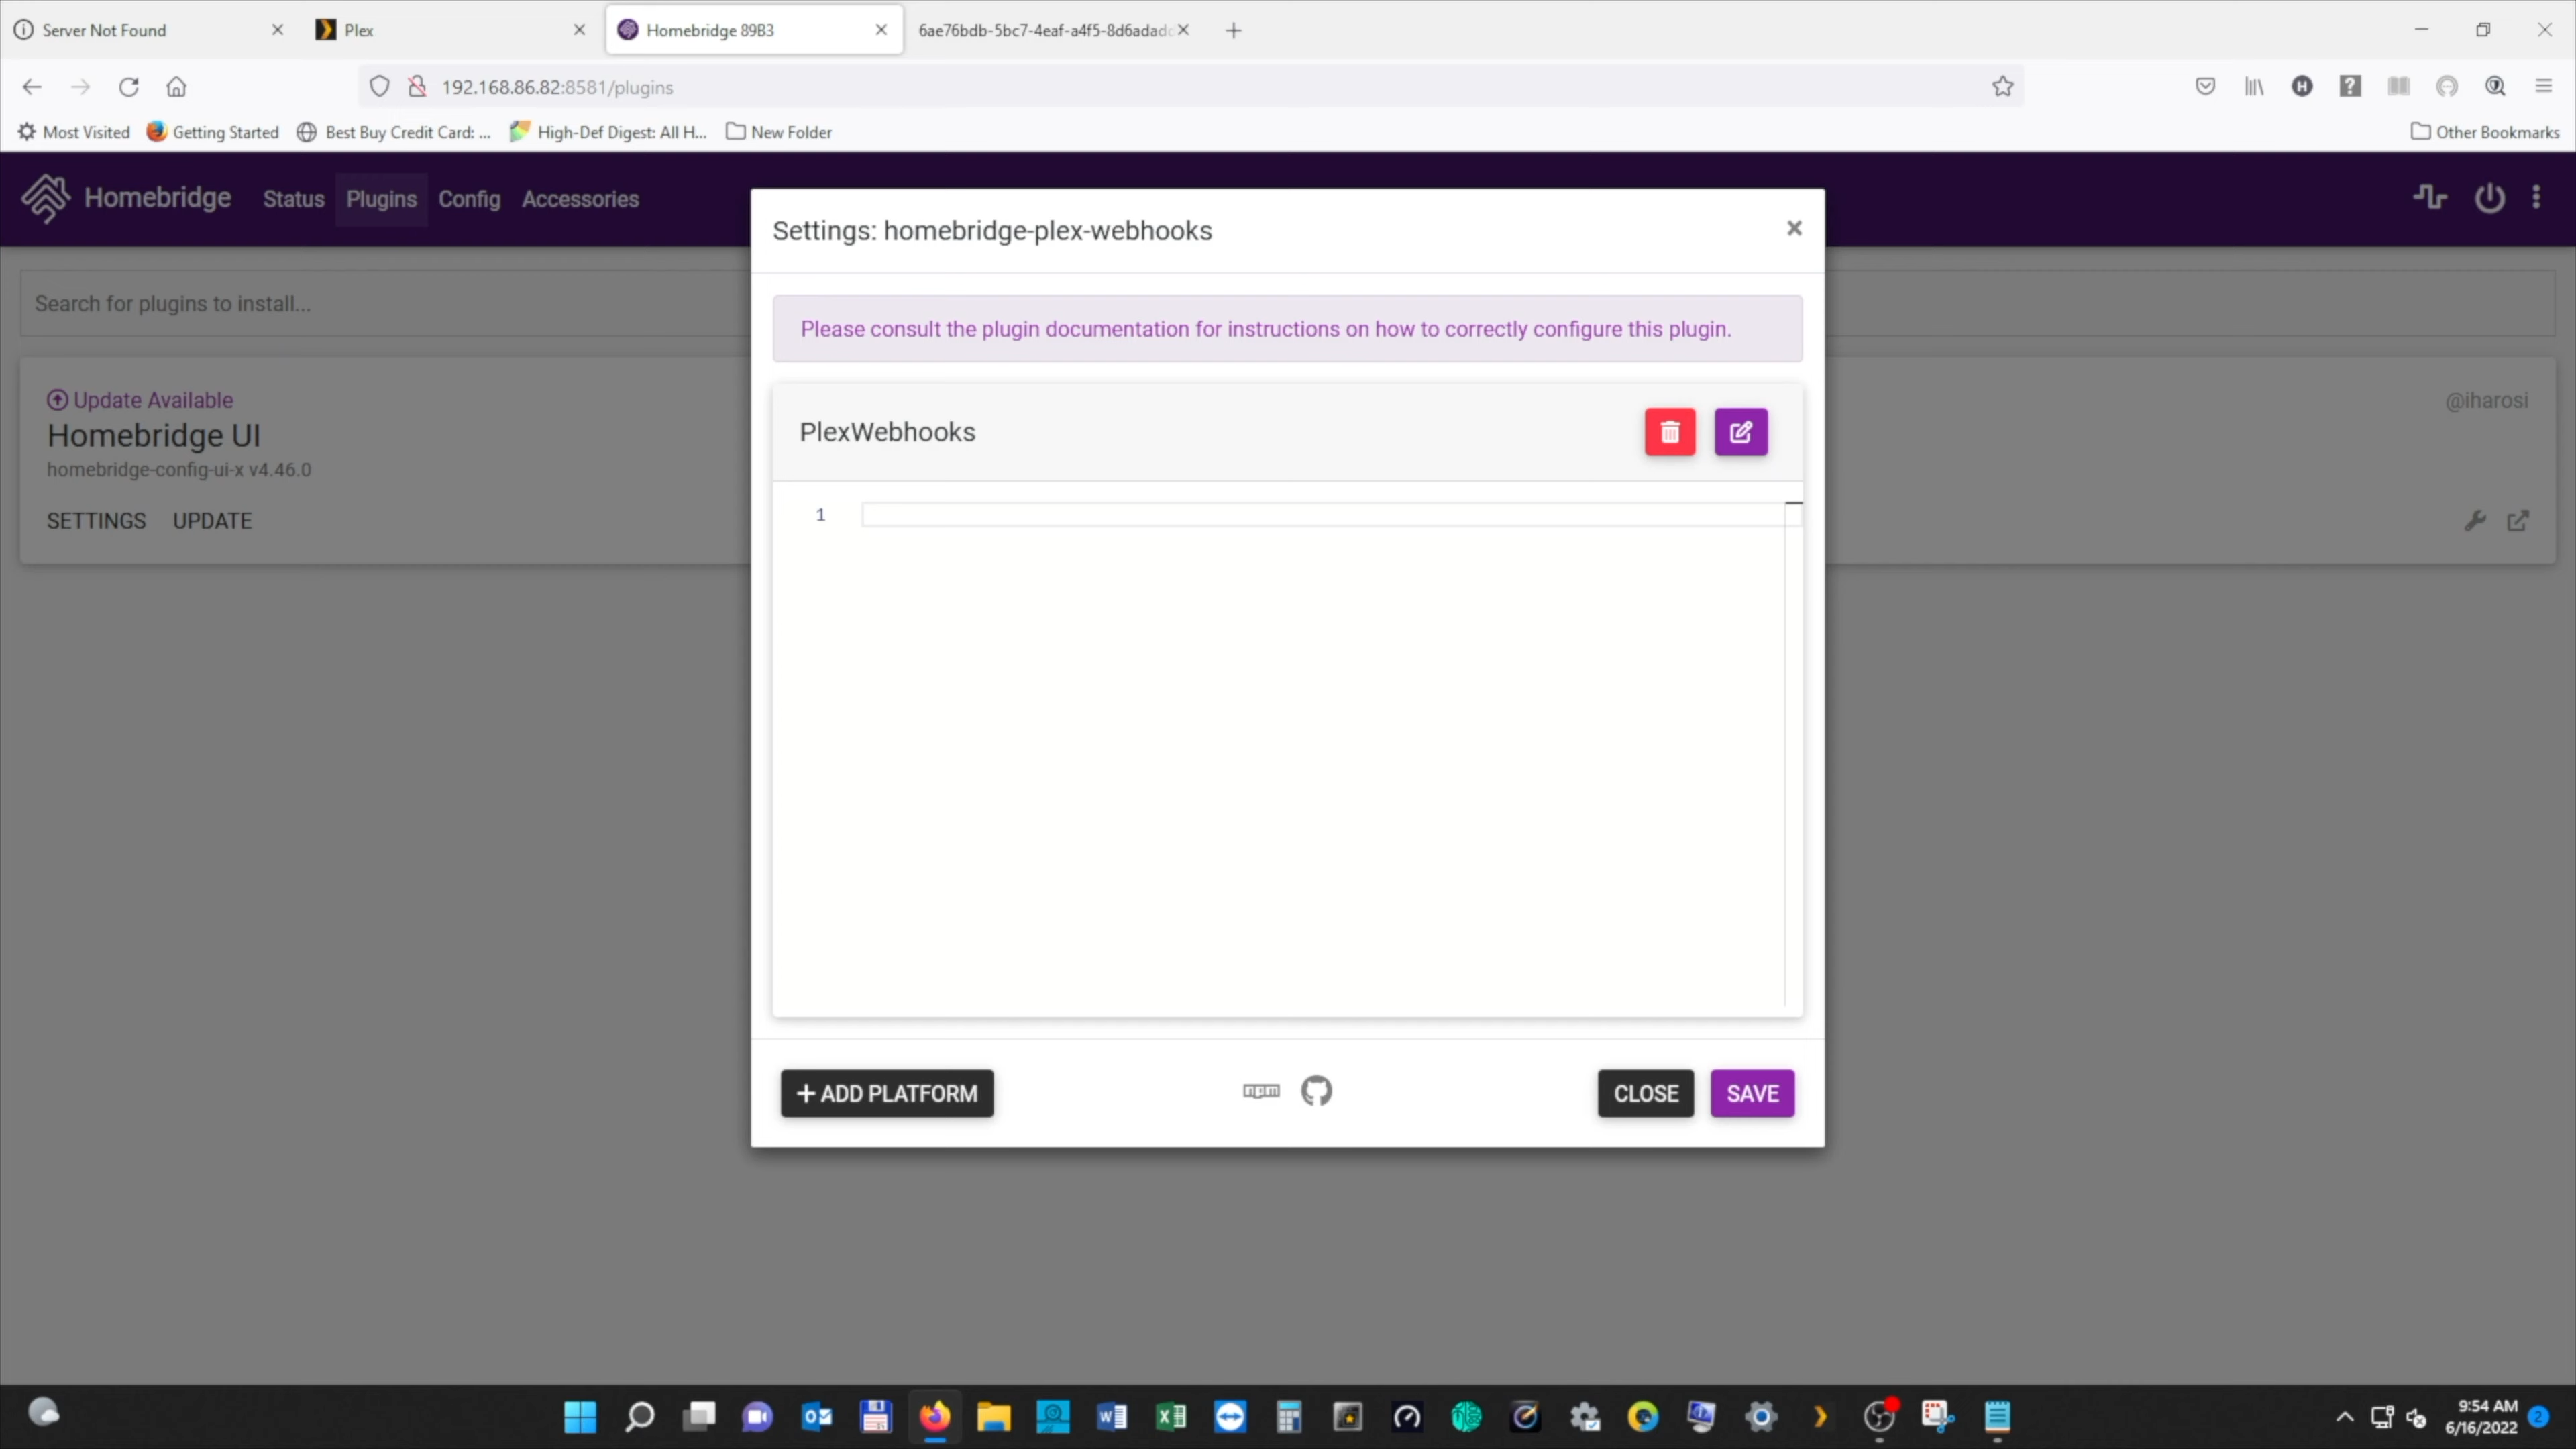 Server Not Found
Plex
Homebridge 89B3
6ae76bdb-5bc7-4eaf-a4f5-8d6adad
192.168.86.82:8581/plugins
Most Visited
Getting Started
Best Buy Credit Card: ...
High-Def Digest: All H...
New Folder
Other Bookmarks
Homebridge
Status
Plugins
Config
Accessories
Settings: homebridge-plex-webhooks
Search for plugins to install...
Please consult the plugin documentation for instructions on how to correctly configure this plugin.
Update Available
@iharosi
Homebridge UI
homebridge-config-ui-x v4.46.0
SETTINGS
UPDATE
PlexWebhooks
1
+ ADD PLATFORM
npm
CLOSE
SAVE
9:54 AM
6/16/2022
2